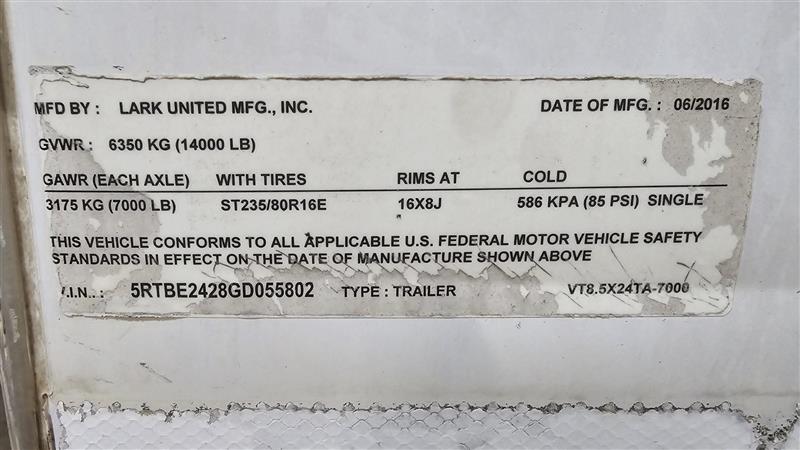 MFD BY : LARK UNITED MFG., INC. DATE OF MFG. : 06/2016
GVWR : 6350 KG (14000 LB)
GAWR (EACH AXLE) WITH TIRES RIMS AT COLD
3175 KG (7000 LB) ST235/80R16E 16X8J 586 KPA (85 PSI) SINGLE
THIS VEHICLE CONFORMS TO ALL APPLICABLE U.S. FEDERAL MOTOR VEHICLE SAFETY
STANDARDS IN EFFECT ON THE DATE OF MANUFACTURE SHOWN ABOVE
V.I.N.. : 5RTBE2428GD055802 TYPE : TRAILER VT8.5X24TA-7000